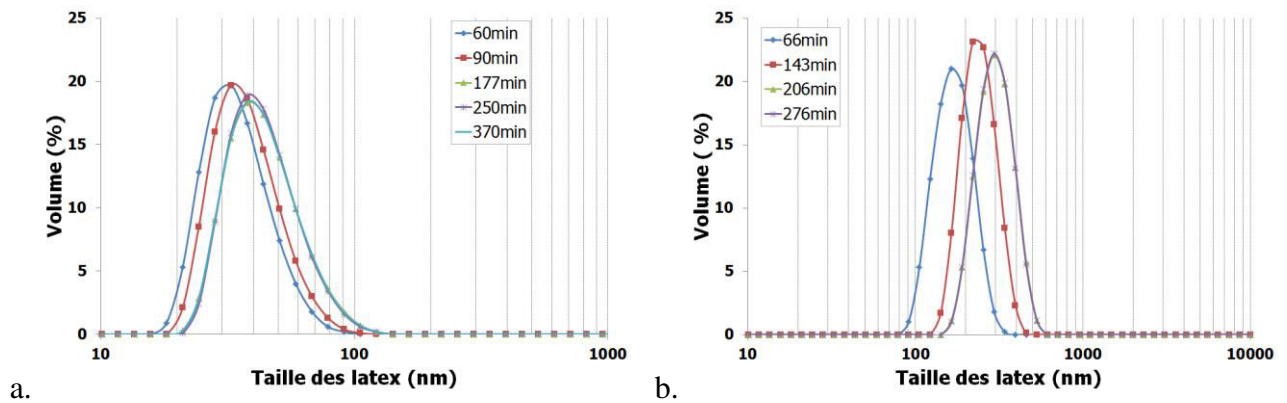 25
20
15
10
5
0
Volume (%)
60min
90min
177min
250min
370min
10
100
1000
Taille des latex (nm)
a.
25
20
15
10
5
0
Volume ( %)
66min
143min
206min
276min
10
100
1000
10000
Taille des latex (nm)
b.